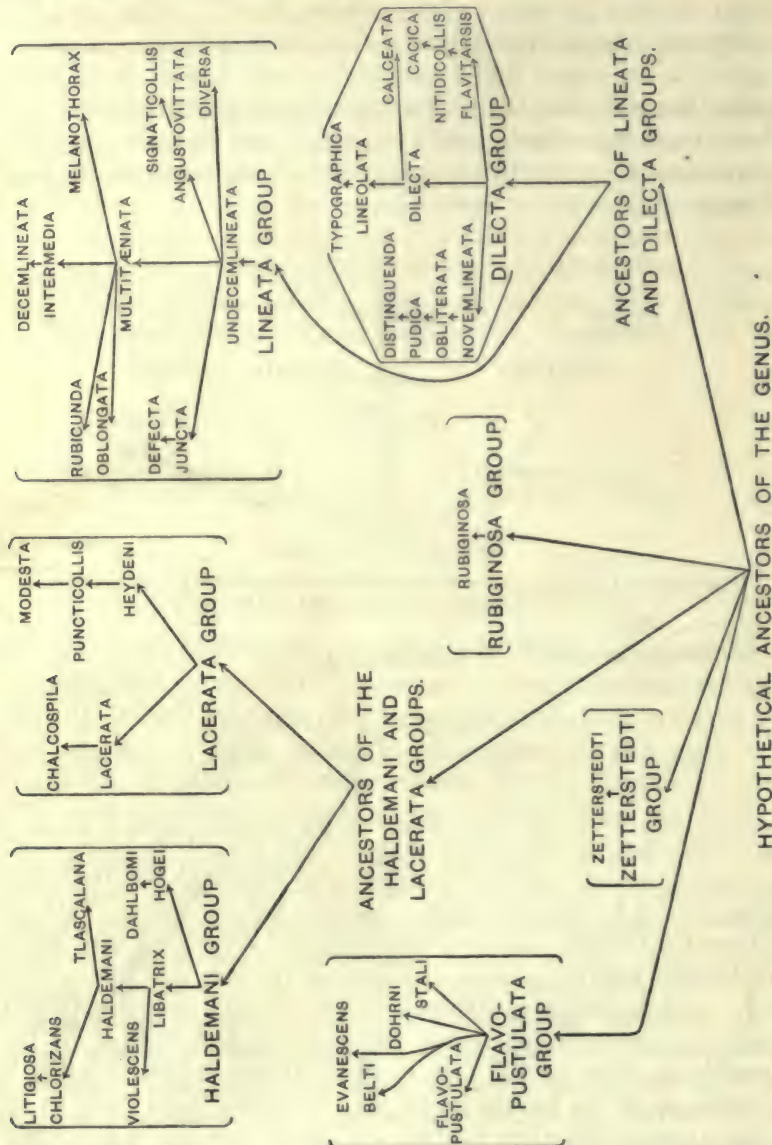 LITIGIOSA
CHLORIZANS
TLASCALANA
HALDEMANI
VIOLESCENS
LIBATRIX
DAHLBOMI
HOGEI
HALDEMANI GROUP
CHALCOSPILA
LACERATA
MODESTA
PUNCTICOLLIS
HEYDENI
LACERATA GROUP
DECEMLINEATA
INTERMEDIA
MELANOTHORAX
RUBICUNDA
OBLONGATA
MULTITÆNIATA
SIGNATICOLLIS
ANGUSTOVITTATA
DIVERSA
DEFECTA
JUNCTA
UNDECEMLINEATA
LINEATA GROUP
EVANESCENS
BELTI
DOHRNI
STALI
FLAVO-
PUSTULATA
FLAVO-
PUSTULATA
GROUP
ANCESTORS OF THE
HALDEMANI AND
LACERATA GROUPS.
ZETTERSTEDTI
ZETTERSTEDTI
GROUP
RUBIGINOSA
RUBIGINOSA GROUP
TYPOGRAPHICA
LINEOLATA
DILECTA
CALCEATA
CACICA
NITIDICOLLIS
FLAVITARSIS
DISTINGUENDA
PUDICA
OBLITERATA
NOVEMLINEATA
DILECTA GROUP
ANCESTORS OF LINEATA
AND DILECTA GROUPS.
HYPOTHETICAL ANCESTORS OF THE GENUS.